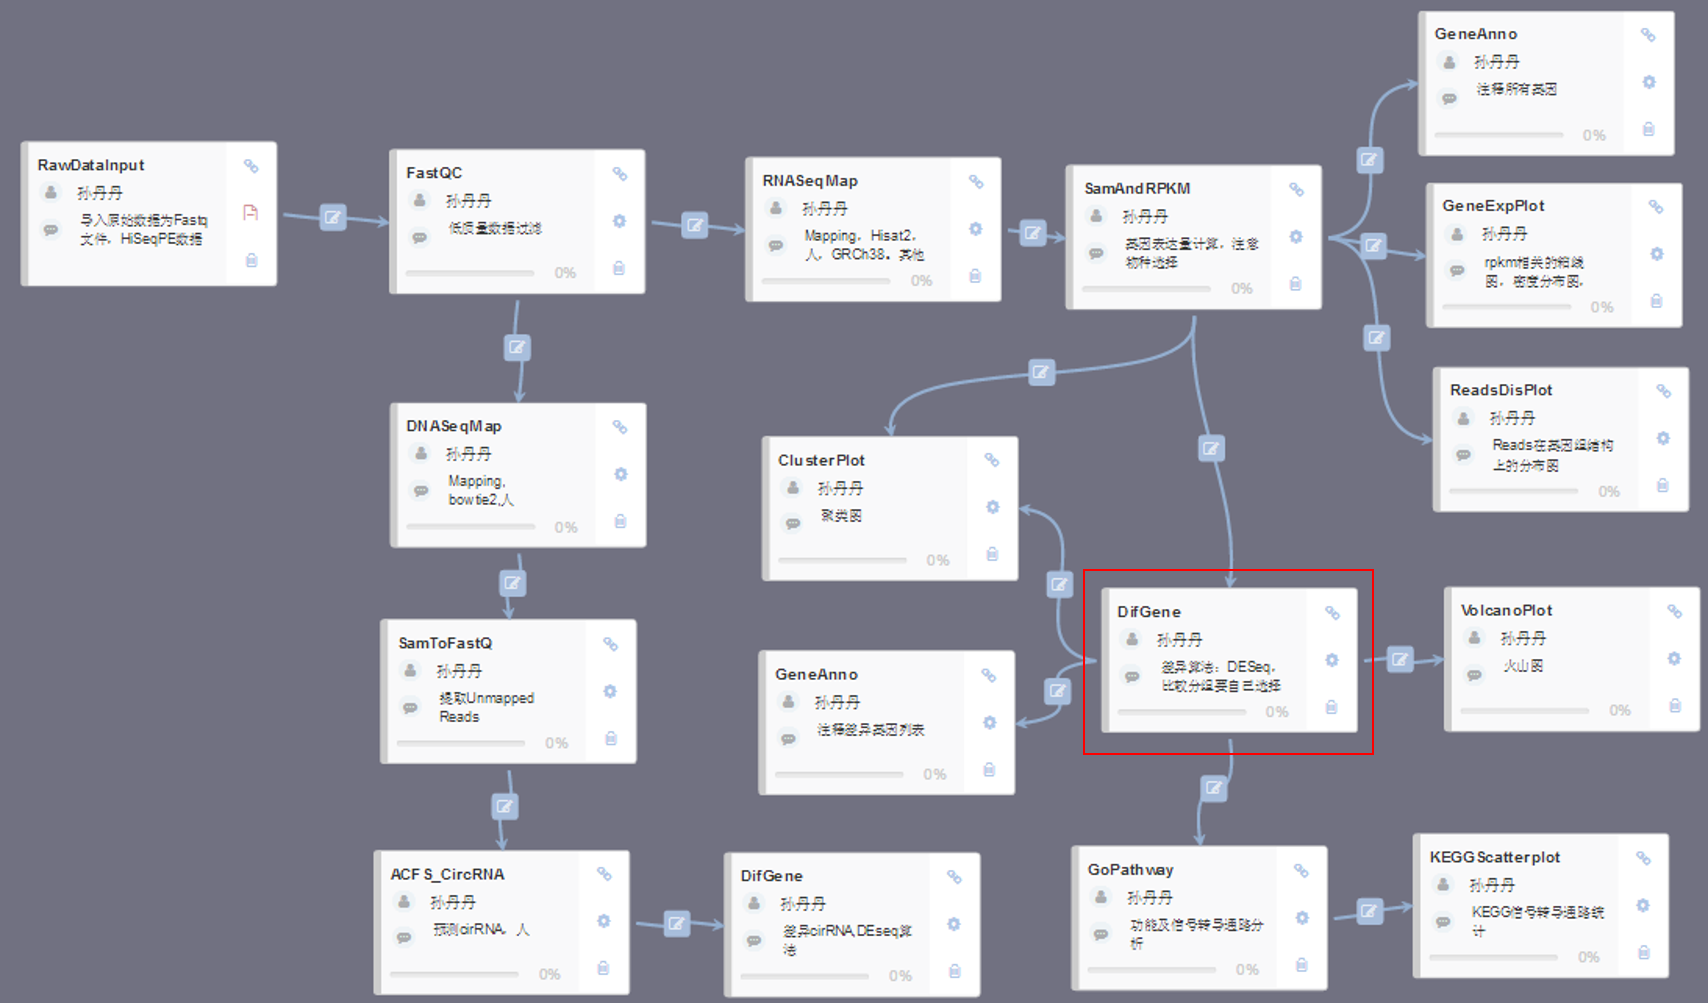 RawDataInput
孙丹丹
导入原始数据为Fastq
文件，HiSeqPE数据
FastQC
孙丹丹
低质量数据过滤
0%
RNASeqMap
孙丹丹
Mapping，Hisat2，
人，GRCh38。其他
0%
SamAndRPKM
孙丹丹
基因表达量计算，注意
物种选择
0%
GeneAnno
孙丹丹
注释所有基因
0%
GeneExpPlot
孙丹丹
rpkm相关的箱线
图，密度分布图，
0%
ReadsDisPlot
孙丹丹
Reads在基因组结构
上的分布图
0%
DNASeqMap
孙丹丹
Mapping,
bowtie2,人
0%
ClusterPlot
孙丹丹
聚类图
0%
SamToFastQ
孙丹丹
提取Unmapped
Reads
0%
GeneAnno
孙丹丹
注释差异基因列表
0%
DifGene
孙丹丹
差异算法：DESeq，
比较分组要自己选择
0%
VolcanoPlot
孙丹丹
火山图
0%
ACFS_CircRNA
孙丹丹
预测cirRNA，人
0%
DifGene
孙丹丹
差异cirRNA,DEseq算
法
0%
GoPathway
孙丹丹
功能及信号转导通路分
析
0%
KEGGScatterplot
孙丹丹
KEGG信号转导通路统
计
0%